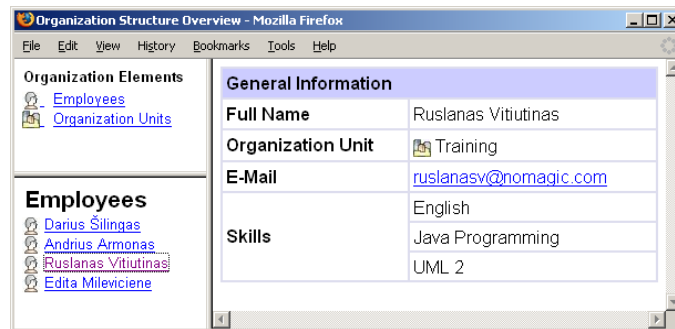 Organization Structure Overview - Mozilla Firefox
File Edit View History Bookmarks Tools Help
Organization Elements
Employees
Organization Units
Employees
Darius Šilingas
Andrius Armonas
Ruslanas Vitiutinas
Edita Mileviciene
General Information
Full Name Ruslanas Vitiutinas
Organization Unit Training
E-Mail ruslanasv@nomagic.com
Skills
English
Java Programming
UML 2